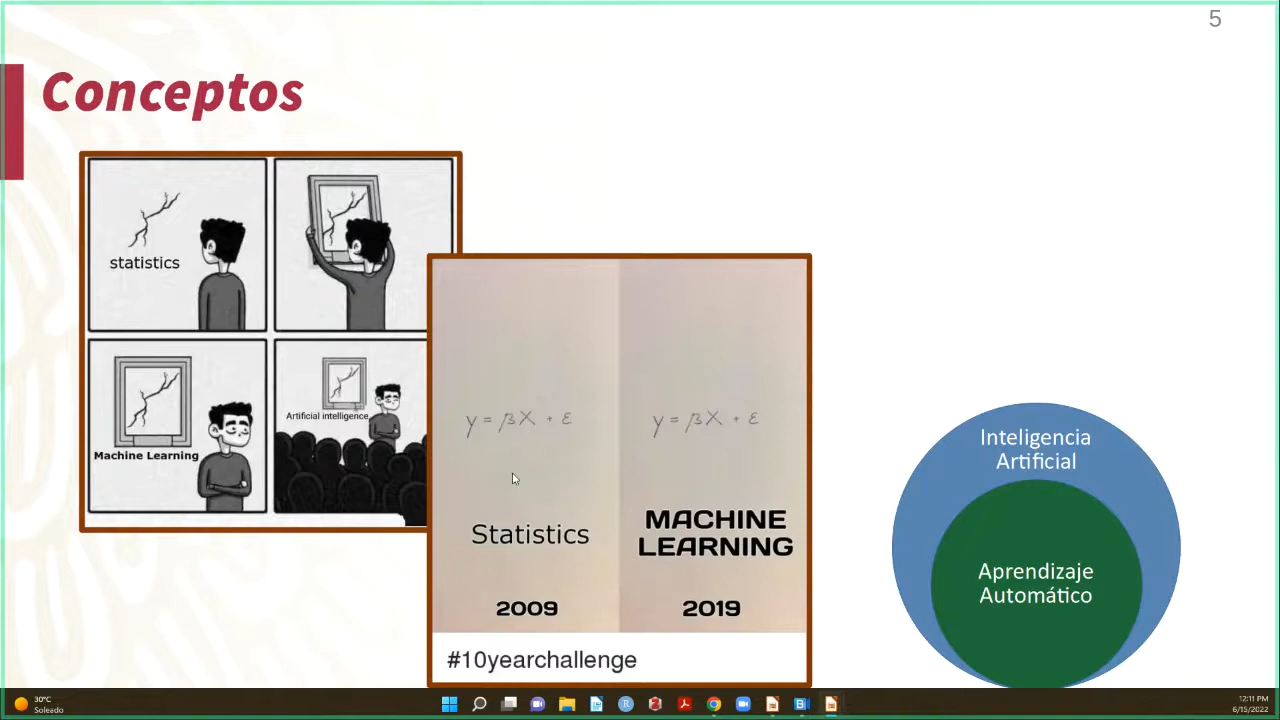 5
Conceptos
statistics
Machine Learning
Artificial intelligence
y = βX + ε
y = βX + ε
Statistics
MACHINE
LEARNING
2009
2019
#10yearchallenge
Inteligencia
Artificial
Aprendizaje
Automático
30°C
Soleado
12:11 PM
6/15/2022